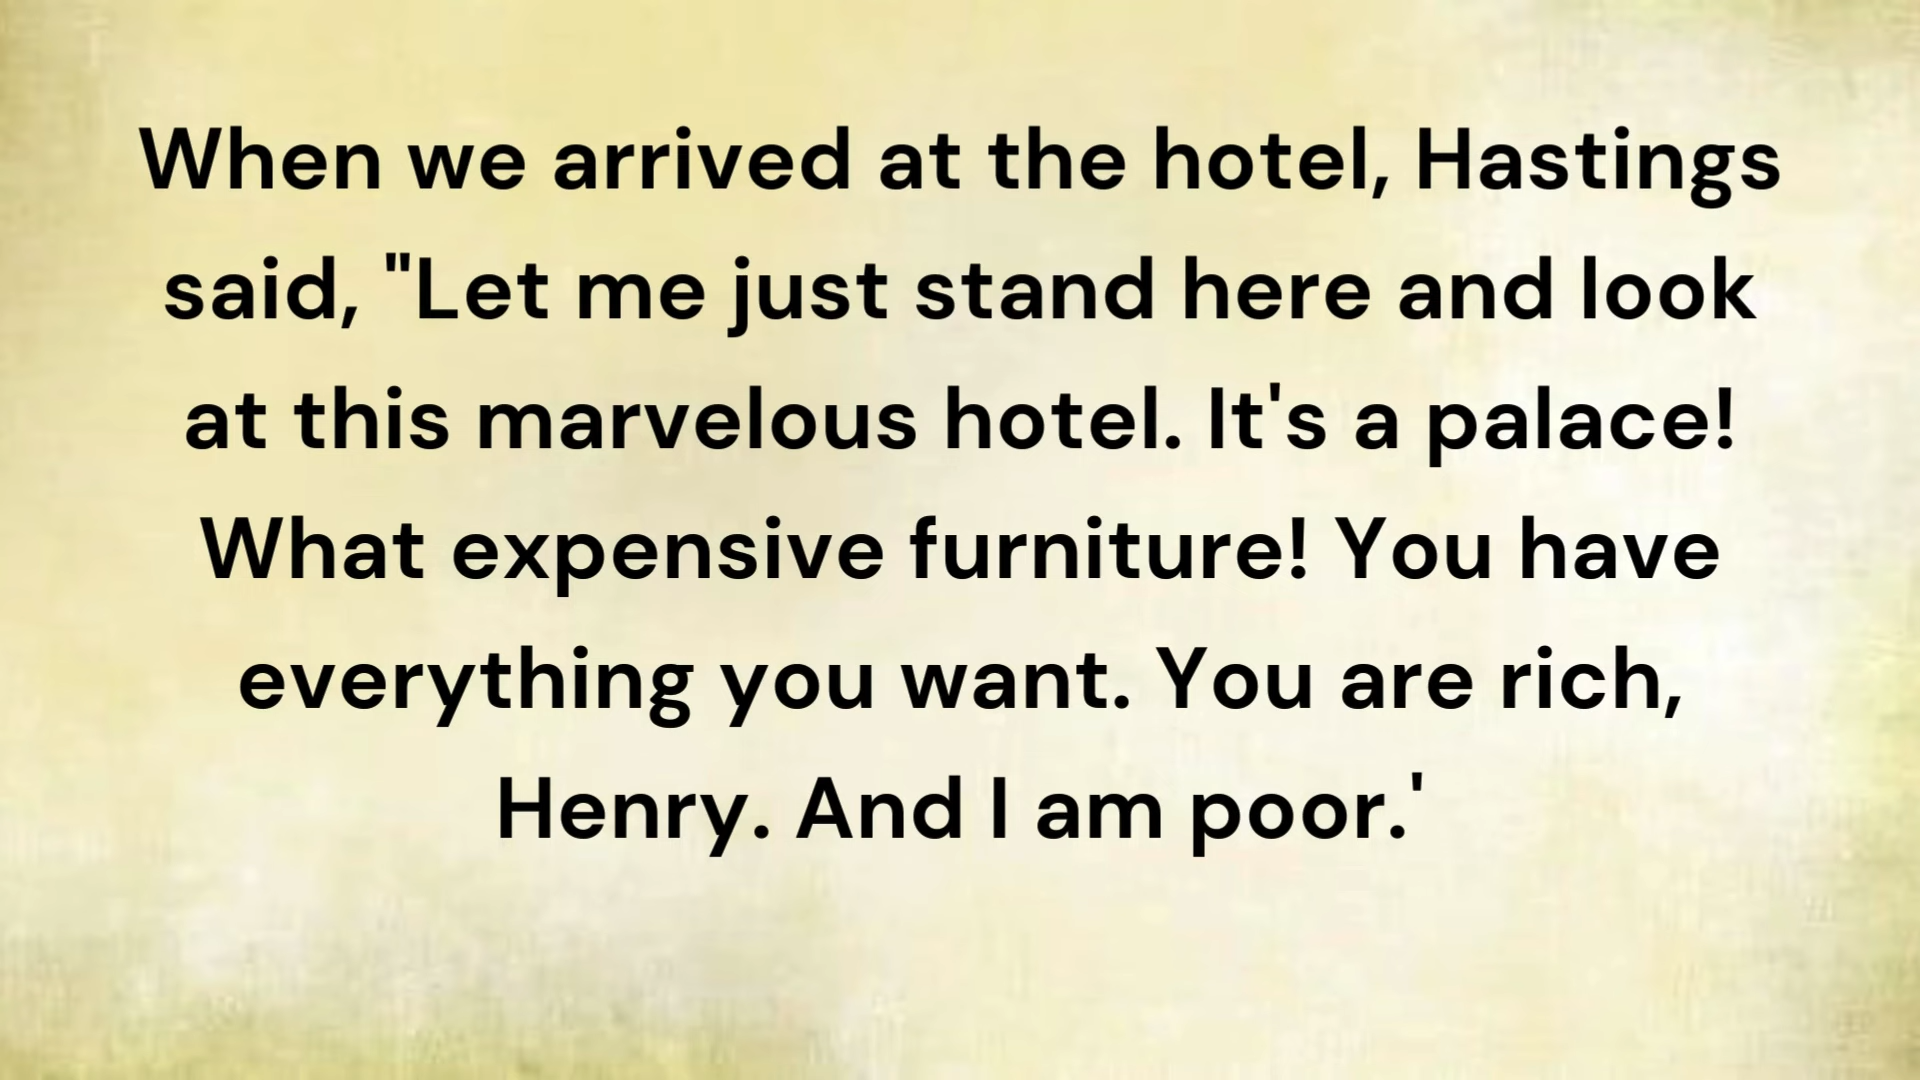 When we arrived at the hotel, Hastings
said, "Let me just stand here and look
at this marvelous hotel. It's a palace!
What expensive furniture! You have
everything you want. You are rich,
Henry. And I am poor.'